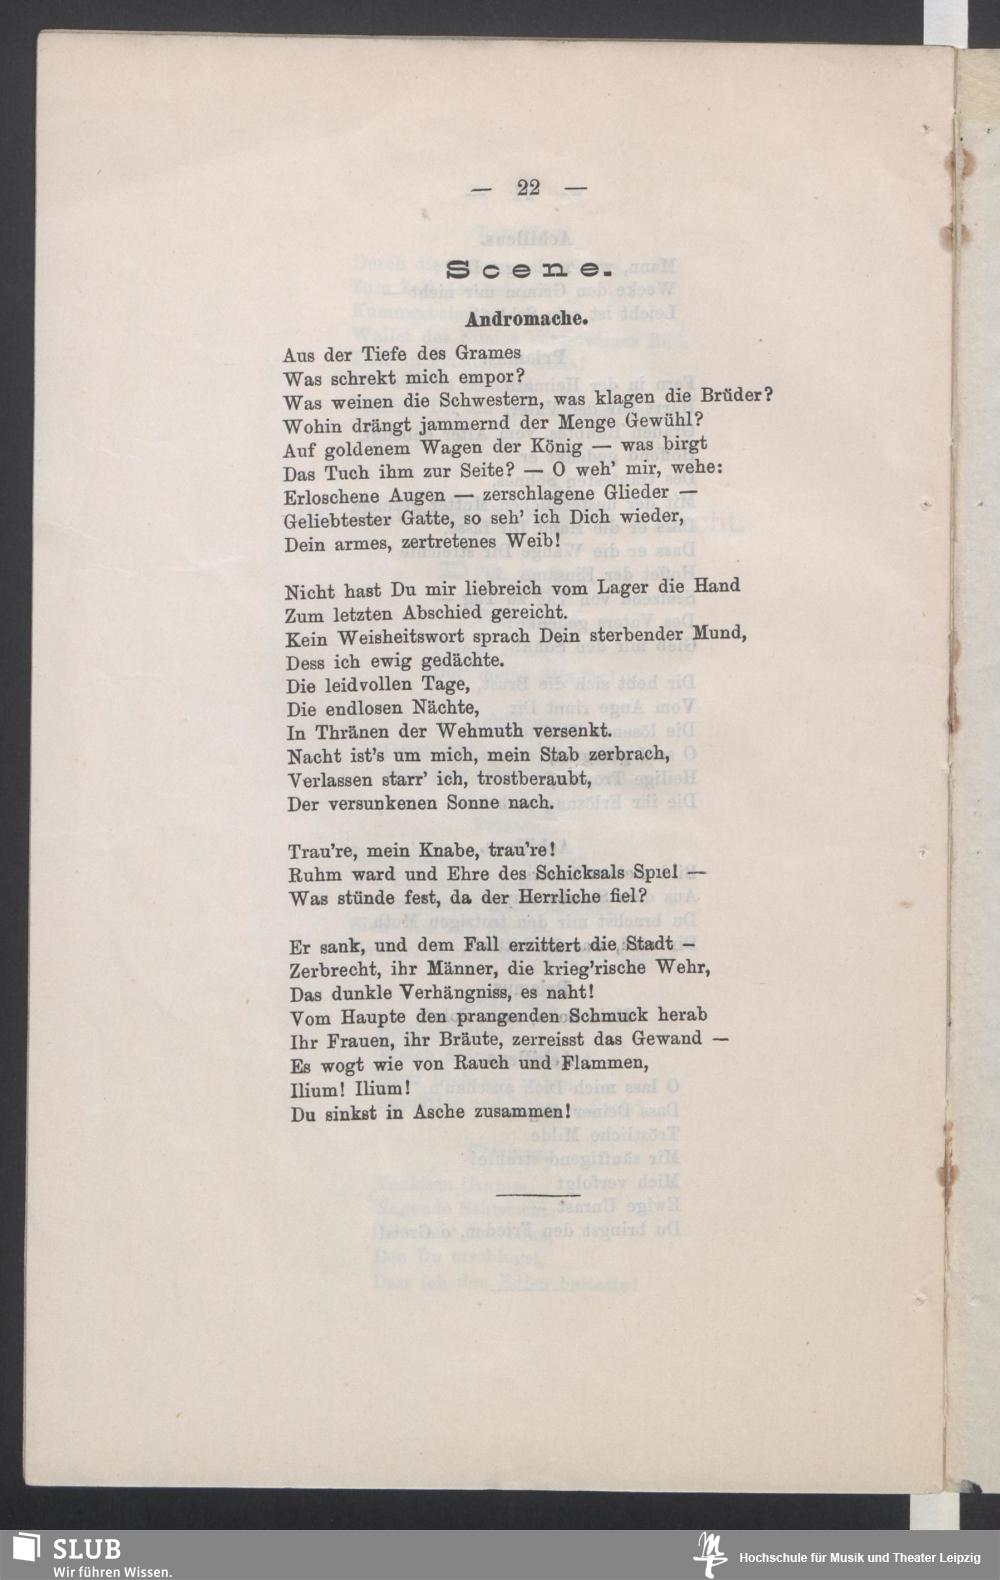 — 22 —
Scene.
Andromache.
Aus der Tiefe des Grames
Was schrekt mich empor?
Was weinen die Schwestern, was klagen die Brüder?
Wohin drängt jammernd der Menge Gewühl?
Auf goldenem Wagen der König — was birgt
Das Tuch ihm zur Seite? — O weh' mir, wehe:
Erloschene Augen — zerschlagene Glieder —
Geliebtester Gatte, so seh' ich Dich wieder,
Dein armes, zertretenes Weib!
Nicht hast Du mir liebreich vom Lager die Hand
Zum letzten Abschied gereicht.
Kein Weisheitswort sprach Dein sterbender Mund,
Dess ich ewig gedächte.
Die leidvollen Tage,
Die endlosen Nächte,
In Thränen der Wehmuth versenkt.
Nacht ist's um mich, mein Stab zerbrach,
Verlassen starr' ich, trostberaubt,
Der versunkenen Sonne nach.
Trau're, mein Knabe, trau're!
Ruhm ward und Ehre des Schicksals Spiel —
Was stünde fest, da der Herrliche fiel?
Er sank, und dem Fall erzittert die Stadt —
Zerbrecht, ihr Männer, die krieg'rische Wehr,
Das dunkle Verhängniss, es naht!
Vom Haupte den prangenden Schmuck herab
Ihr Frauen, ihr Bräute, zerreisst das Gewand —
Es wogt wie von Rauch und Flammen,
Ilium! Ilium!
Du sinkst in Asche zusammen!
SLUB
Wir führen Wissen.
Hochschule für Musik und Theater Leipzig